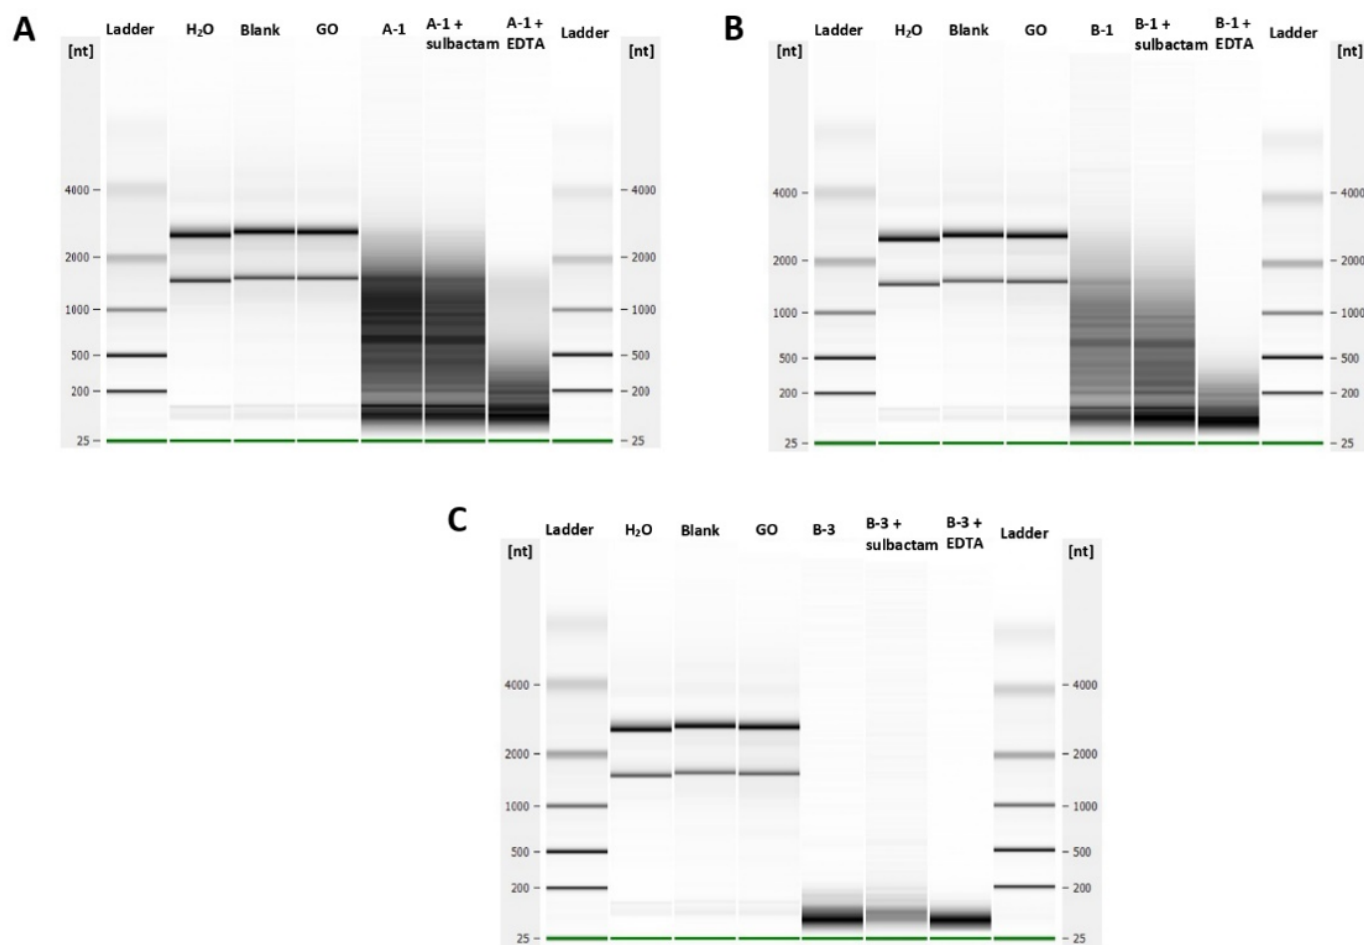 A
Ladder H₂O Blank GO A-1 A-1 + sulbactam A-1 + EDTA Ladder
[nt] [nt]
4000 4000
2000 2000
1000 1000
500 500
200 200
25 25
B
Ladder H₂O Blank GO B-1 B-1 + sulbactam B-1 + EDTA Ladder
[nt] [nt]
4000 4000
2000 2000
1000 1000
500 500
200 200
25 25
C
Ladder H₂O Blank GO B-3 B-3 + sulbactam B-3 + EDTA Ladder
[nt] [nt]
4000 4000
2000 2000
1000 1000
500 500
200 200
25 25